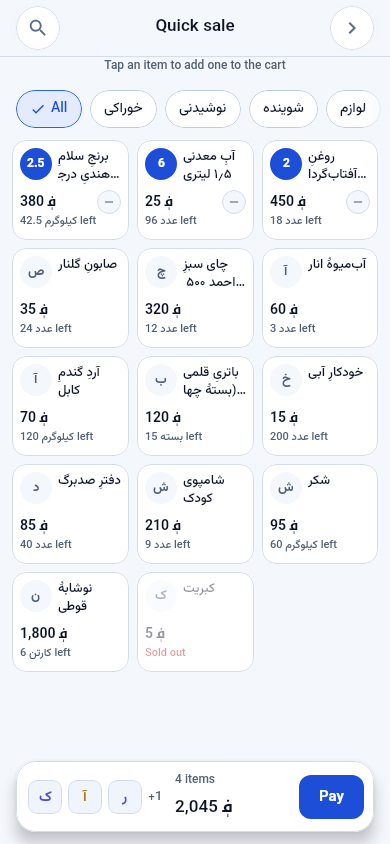 Quick sale
Tap an item to add one to the cart
All
خوراکی
نوشیدنی
شوینده
لوازم
2.5
برنجِ سلام
هندیِ درجـ...
380 ؋
42.5 کیلوگرم left
6
آبِ معدنی
۱٫۵ لیتری
25 ؋
96 عدد left
2
روغنِ
آفتاب‌گردا...
450 ؋
18 عدد left
ص
صابونِ گلنار
35 ؋
24 عدد left
چ
چای سبزِ
احمد ۵۰۰...
320 ؋
12 عدد left
آ
آب‌میوهٔ انار
60 ؋
3 عدد left
آ
آردِ گندمِ
کابل
70 ؋
120 کیلوگرم left
ب
باتریِ قلمی
(بستهٔ چها...
120 ؋
15 بسته left
خ
خودکارِ آبی
15 ؋
200 عدد left
د
دفترِ صدبرگ
85 ؋
40 عدد left
ش
شامپوی
کودک
210 ؋
9 عدد left
ش
شکر
95 ؋
60 کیلوگرم left
ن
نوشابهٔ
قوطی
1,800 ؋
6 کارتن left
ک
کبریت
5 ؋
Sold out
ک
آ
ر
+1
4 items
2,045 ؋
Pay